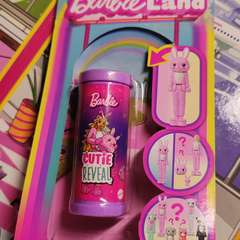 Barbie Land
Barbie
CUTIE
REVEAL
? ?
? ?